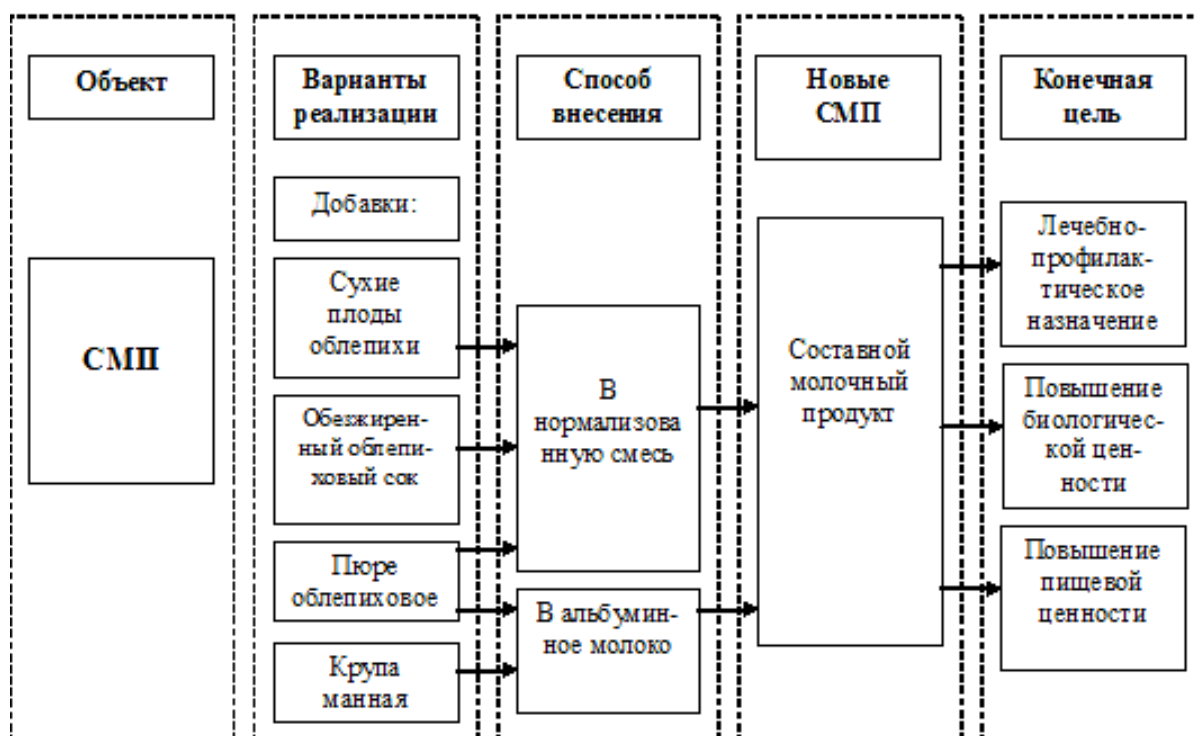 Объект
СМП
Варианты
реализации
Добавки:
Сухие
плоды
облепихи
Обезжирен-
ный облепи-
ховый сок
Пюре
облепиховое
Крупа
манная
Способ
внесения
В
нормализова
нную смесь
В альбумин-
ное молоко
Новые
СМП
Составной
молочный
продукт
Конечная
цель
Лечебно-
профилак-
тическое
назначение
Повышение
биологичес-
кой цен-
ности
Повышение
пищевой
ценности